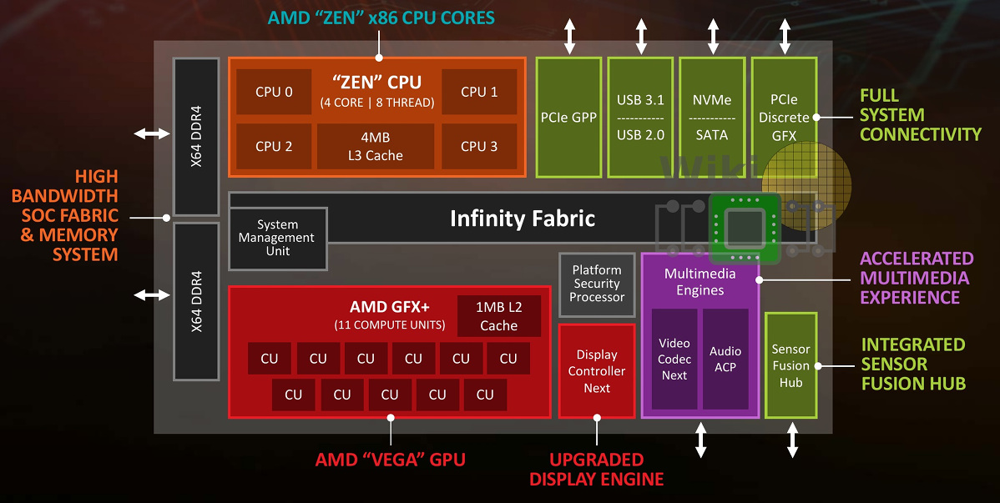 AMD “ZEN” x86 CPU CORES
X64 DDR4
CPU 0
“ZEN” CPU
(4 CORE | 8 THREAD)
CPU 1
CPU 2
4MB
L3 Cache
CPU 3
PCIe GPP
USB 3.1
USB 2.0
NVMe
SATA
PCIe
Discrete
GFX
FULL
SYSTEM
CONNECTIVITY
Wiki
HIGH
BANDWIDTH
SOC FABRIC
& MEMORY
SYSTEM
Infinity Fabric
System
Management
Unit
X64 DDR4
AMD GFX+
(11 COMPUTE UNITS)
1MB L2
Cache
CU CU CU CU CU CU
CU CU CU CU CU
Platform
Security
Processor
Display
Controller
Next
Multimedia
Engines
Video
Codec
Next
Audio
ACP
Sensor
Fusion
Hub
ACCELERATED
MULTIMEDIA
EXPERIENCE
INTEGRATED
SENSOR
FUSION HUB
AMD “VEGA” GPU
UPGRADED
DISPLAY ENGINE